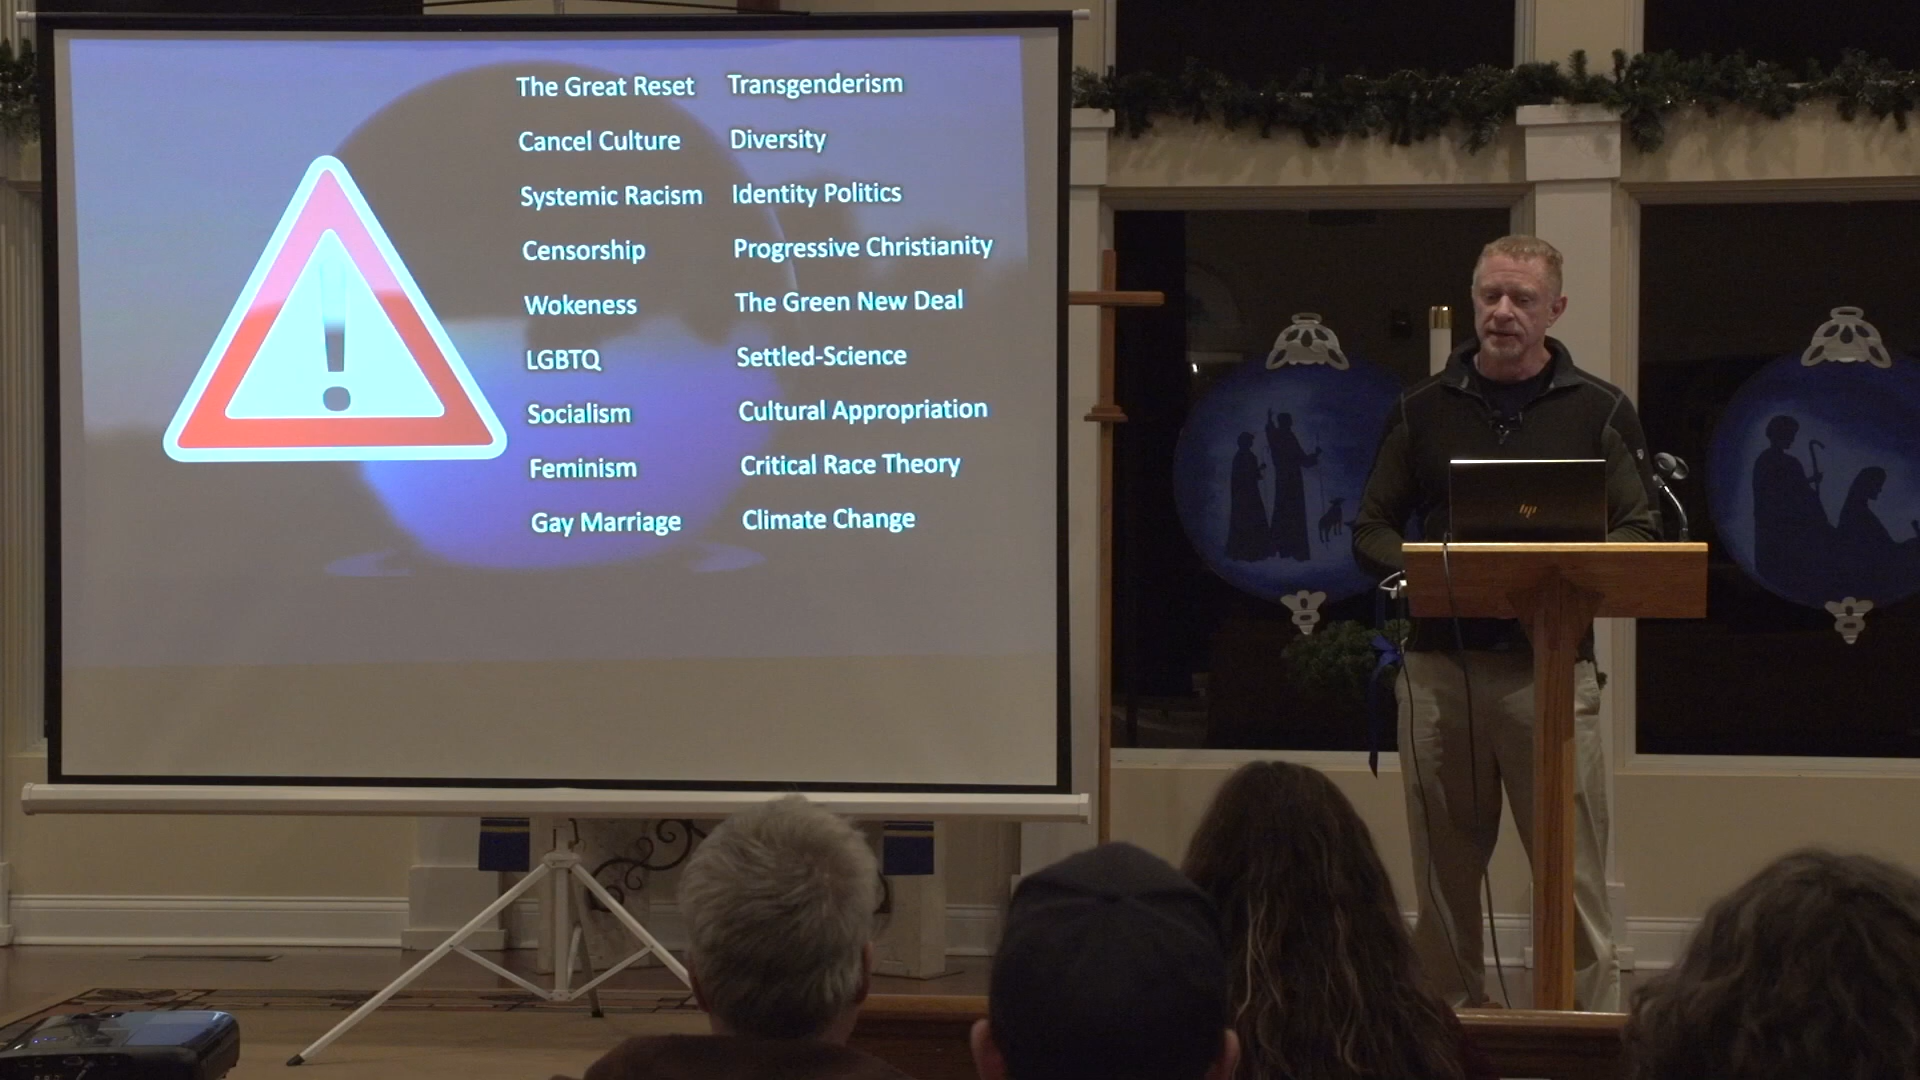 The Great Reset
Cancel Culture
Systemic Racism
Censorship
Wokeness
LGBTQ
Socialism
Feminism
Gay Marriage
Transgenderism
Diversity
Identity Politics
Progressive Christianity
The Green New Deal
Settled-Science
Cultural Appropriation
Critical Race Theory
Climate Change
hp